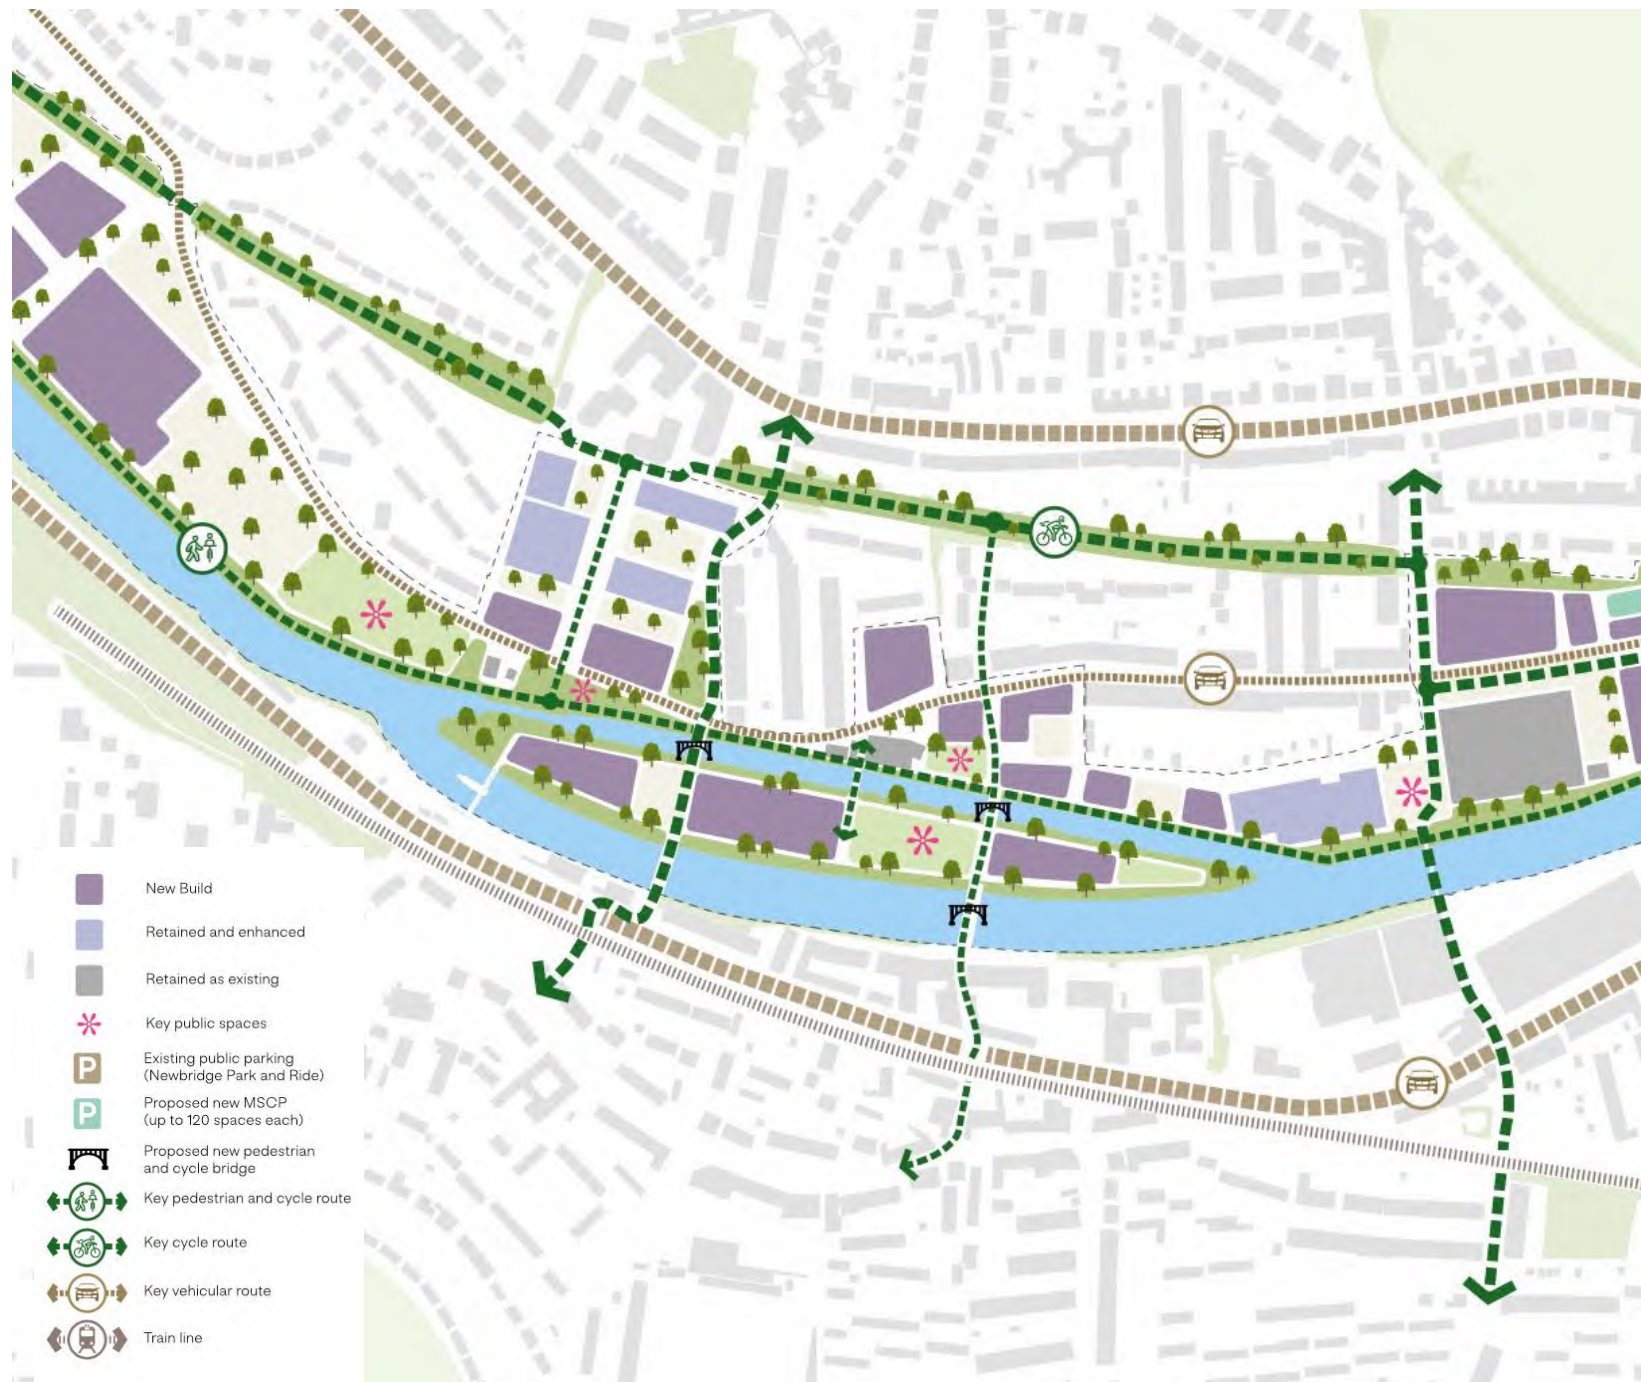 New Build
Retained and enhanced
Retained as existing
Key public spaces
P
Existing public parking
(Newbridge Park and Ride)
P
Proposed new MSCP
(up to 120 spaces each)
Proposed new pedestrian
and cycle bridge
Key pedestrian and cycle route
Key cycle route
Key vehicular route
Train line